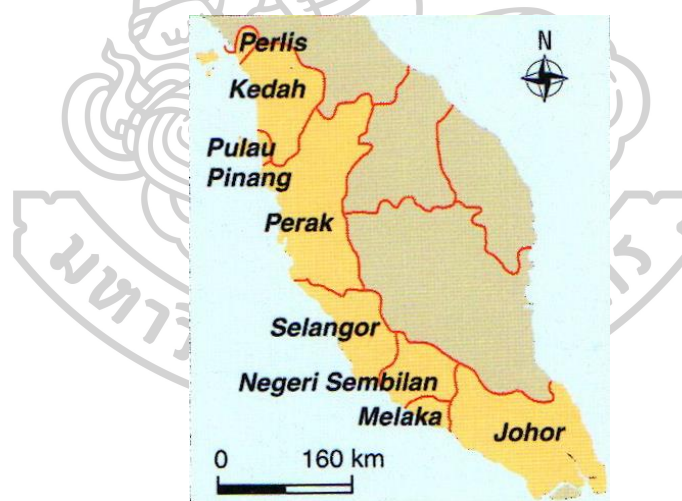 Perlis
N
Kedah
Pulau
Pinang
Perak
Selangor
Negeri Sembilan
Melaka
Johor
0 160 km